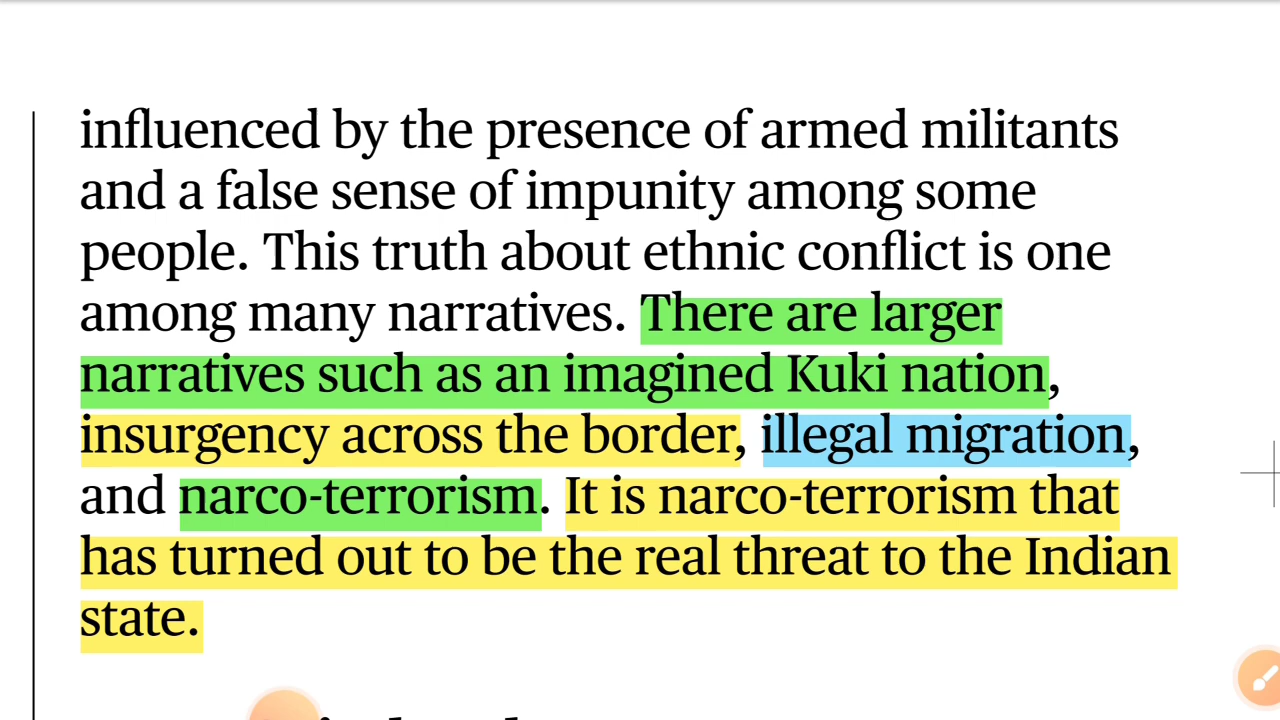 influenced by the presence of armed militants
and a false sense of impunity among some
people. This truth about ethnic conflict is one
among many narratives. There are larger
narratives such as an imagined Kuki nation,
insurgency across the border, illegal migration,
and narco-terrorism. It is narco-terrorism that
has turned out to be the real threat to the Indian
state.